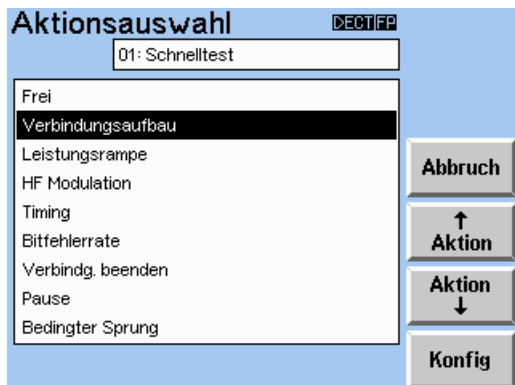 Aktionsauswahl DECT FP
01: Schnelltest
Frei
Verbindungsaufbau
Leistungsrampe
HF Modulation
Timing
Bitfehlerrate
Verbindg. beenden
Pause
Bedingter Sprung
Abbruch
↑
Aktion
Aktion
↓
Konfig